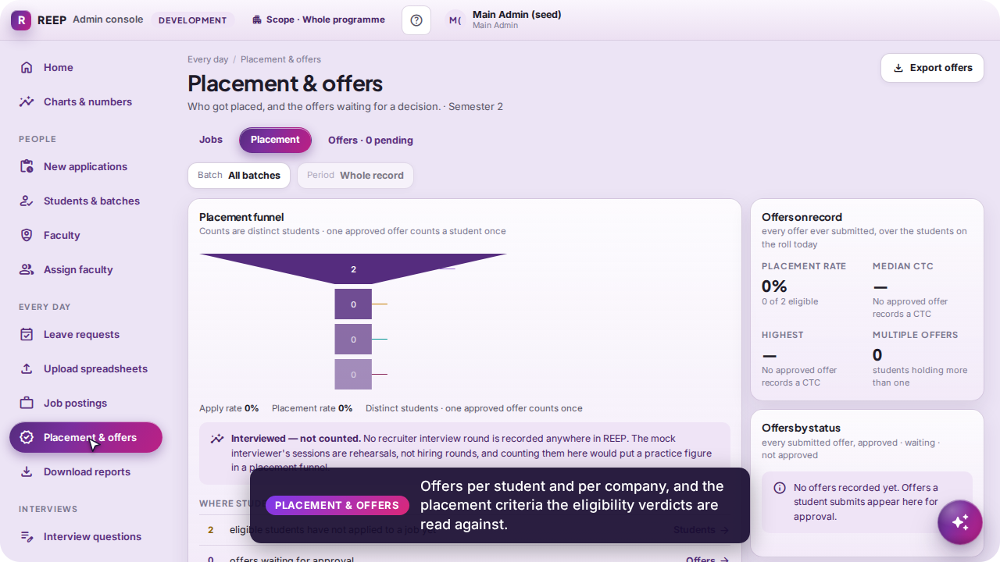 R REEP Admin console DEVELOPMENT Scope · Whole programme M( Main Admin (seed)
Main Admin
Home
Charts & numbers
PEOPLE
New applications
Students & batches
Faculty
Assign faculty
EVERY DAY
Leave requests
Upload spreadsheets
Job postings
Placement & offers
Download reports
INTERVIEWS
Interview questions
Every day / Placement & offers
Placement & offers
Who got placed, and the offers waiting for a decision. · Semester 2
Export offers
Jobs Placement Offers · 0 pending
Batch All batches Period Whole record
Placement funnel
Counts are distinct students · one approved offer counts a student once
2
0
0
0
Apply rate 0% Placement rate 0% Distinct students · one approved offer counts once
Interviewed — not counted. No recruiter interview round is recorded anywhere in REEP. The mock
interviewer's sessions are rehearsals, not hiring rounds, and counting them here would put a practice figure
in a placement funnel.
WHERE STUD
2 eligible students have not applied to a job yet Students →
0 offers waiting for approval Offers →
Offers on record
every offer ever submitted, over the students on
the roll today
PLACEMENT RATE MEDIAN CTC
0% —
0 of 2 eligible No approved offer
records a CTC
HIGHEST MULTIPLE OFFERS
— 0
No approved offer students holding more
records a CTC than one
Offers by status
every submitted offer, approved · waiting ·
not approved
No offers recorded yet. Offers a
student submits appear here for
approval.
PLACEMENT & OFFERS
Offers per student and per company, and the
placement criteria the eligibility verdicts are
read against.